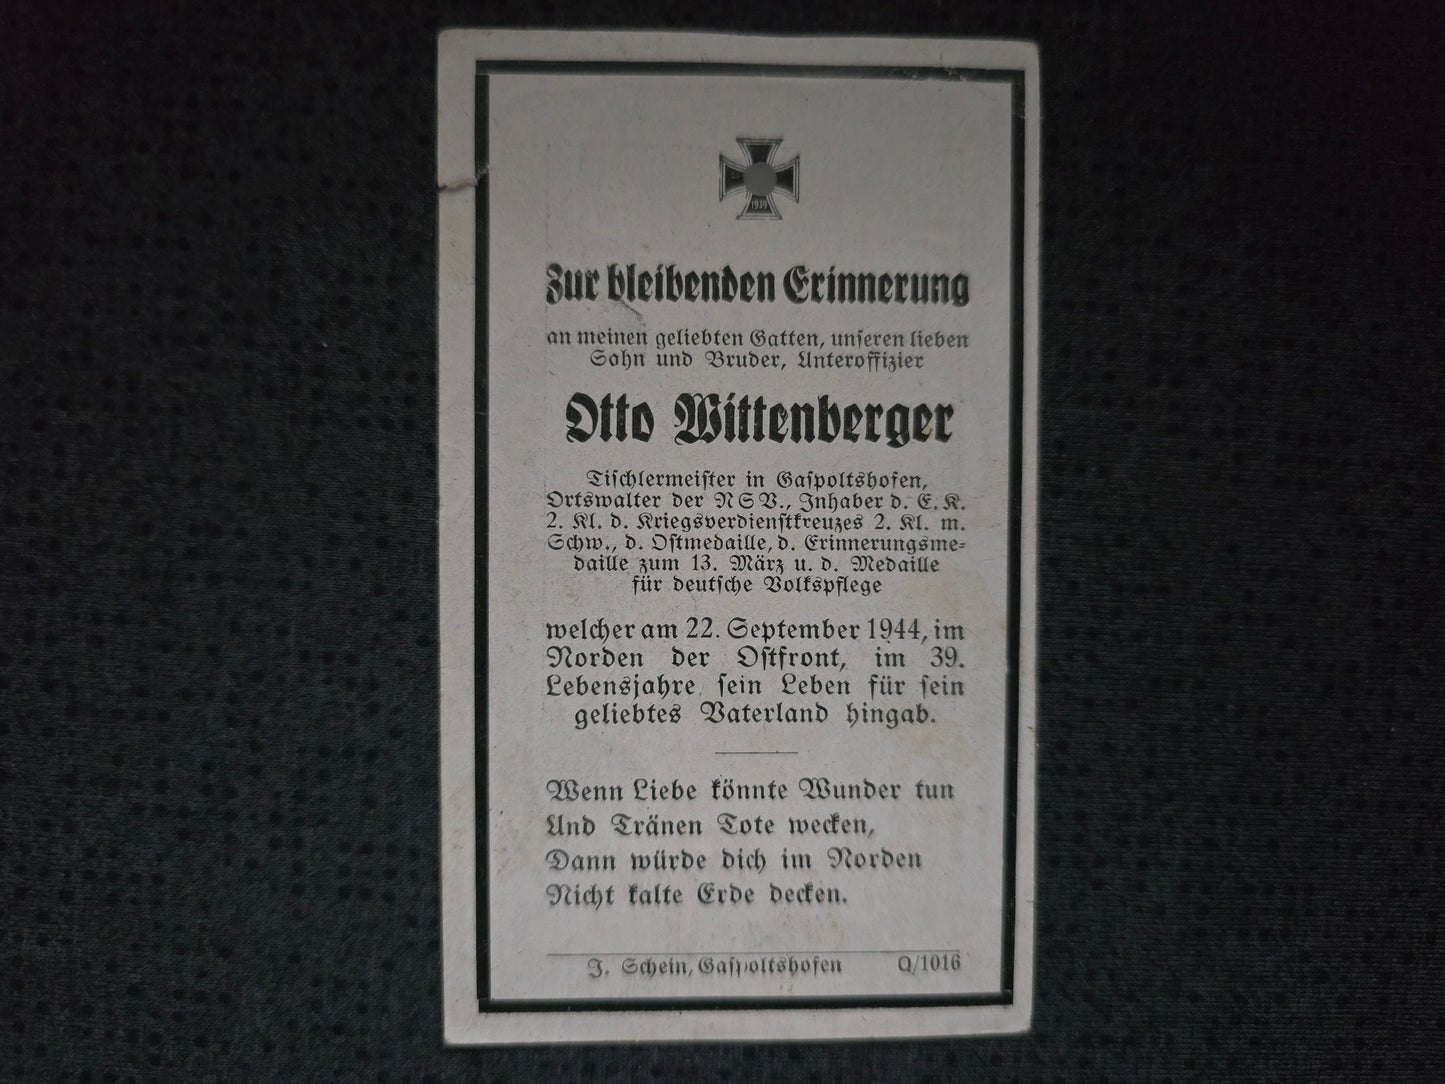 1939
Zur bleibenden Erinnerung
an meinen geliebten Gatten, unseren lieben
Sohn und Bruder, Unteroffizier
Otto Wittenberger
Tischlermeister in Gaspoltshofen,
Ortswalter der NSV., Inhaber d. E. K.
2. Kl. d. Kriegsverdienstkreuzes 2. Kl. m.
Schw., d. Ostmedaille, d. Erinnerungsme-
daille zum 13. März u. d. Medaille
für deutsche Volkspflege
welcher am 22. September 1944, im
Norden der Ostfront, im 39.
Lebensjahre, sein Leben für sein
geliebtes Vaterland hingab.
Wenn Liebe könnte Wunder tun
Und Tränen Tote wecken,
Dann würde dich im Norden
Nicht kalte Erde decken.
J. Schein, Gaspoltshofen Q/1016